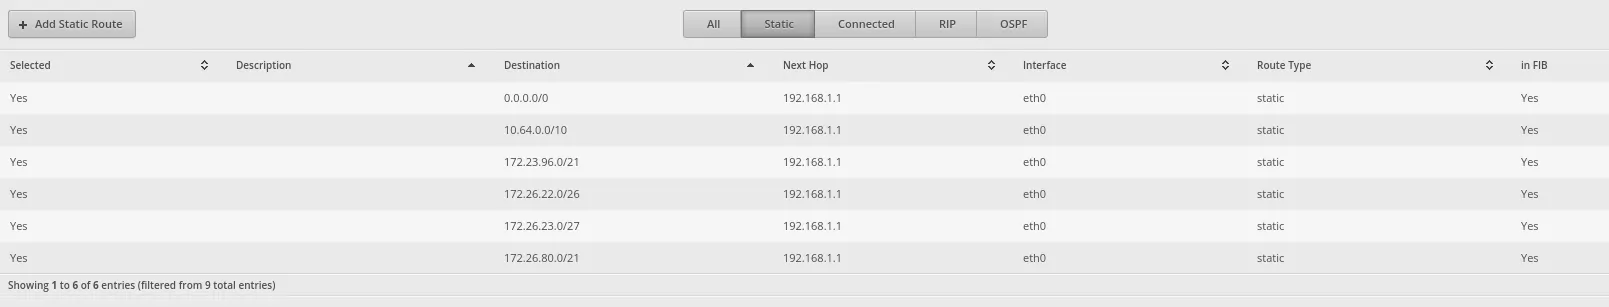 + Add Static Route All Static Connected RIP OSPF
Selected Description Destination Next Hop Interface Route Type in FIB
Yes 0.0.0.0/0 192.168.1.1 eth0 static Yes
Yes 10.64.0.0/10 192.168.1.1 eth0 static Yes
Yes 172.23.96.0/21 192.168.1.1 eth0 static Yes
Yes 172.26.22.0/26 192.168.1.1 eth0 static Yes
Yes 172.26.23.0/27 192.168.1.1 eth0 static Yes
Yes 172.26.80.0/21 192.168.1.1 eth0 static Yes
Showing 1 to 6 of 6 entries (filtered from 9 total entries)